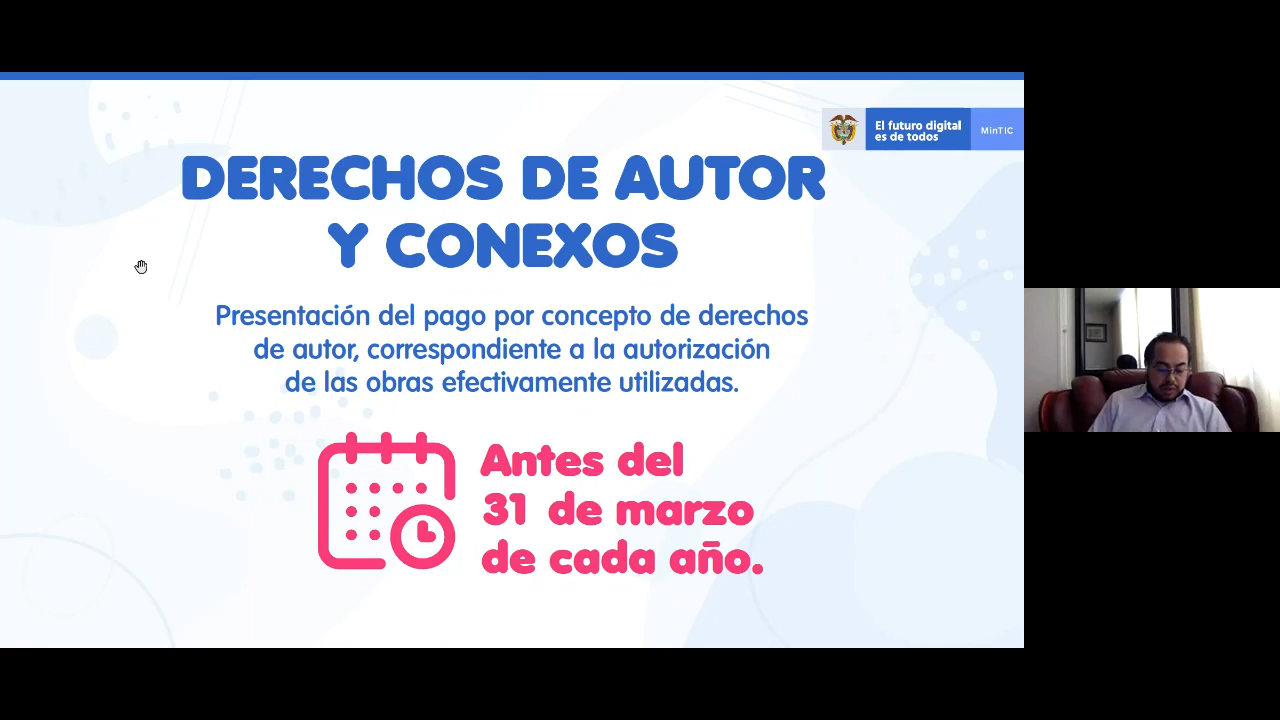 El futuro digital
es de todos
MinTIC
DERECHOS DE AUTOR
Y CONEXOS
Presentación del pago por concepto de derechos
de autor, correspondiente a la autorización
de las obras efectivamente utilizadas.
Antes del
31 de marzo
de cada año.